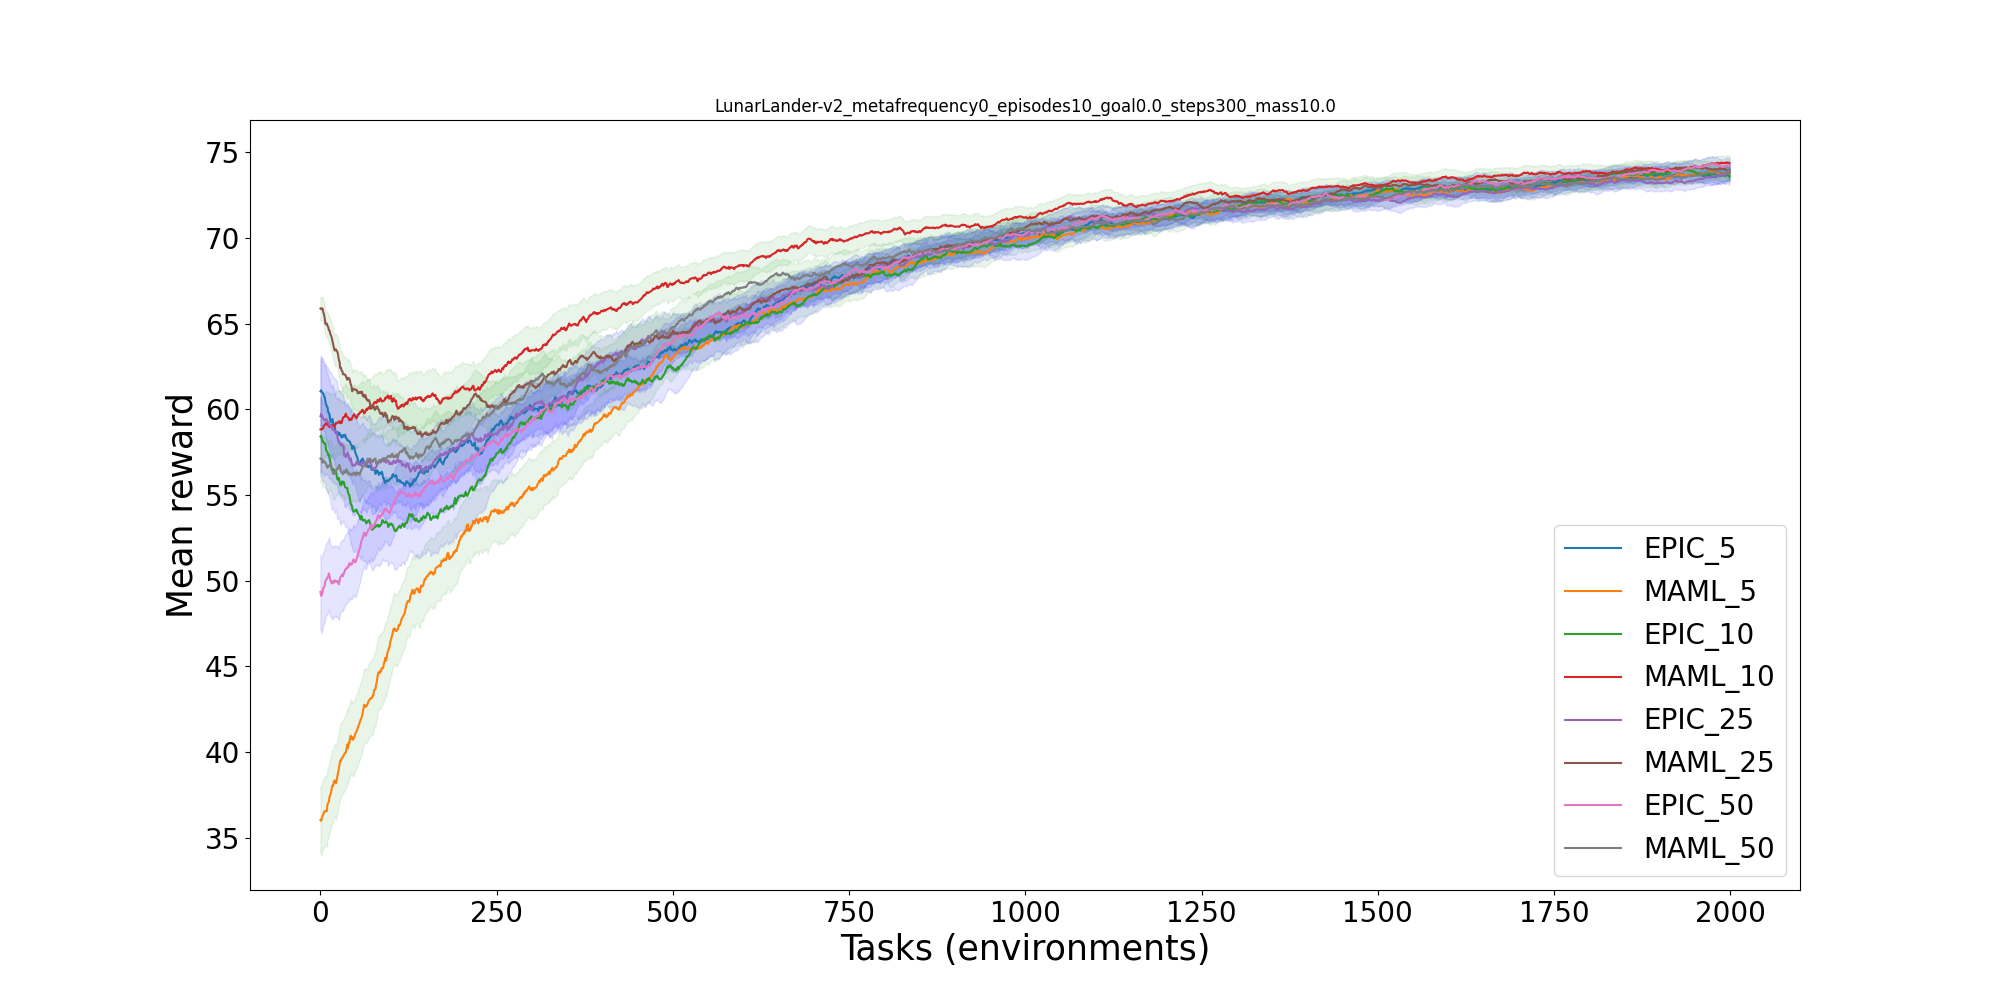 LunarLander-v2_metafrequency0_episodes10_goal0.0_steps300_mass10.0
75
70
65
60
55
50
45
40
35
Mean reward
0 250 500 750 1000 1250 1500 1750 2000
Tasks (environments)
EPIC_5
MAML_5
EPIC_10
MAML_10
EPIC_25
MAML_25
EPIC_50
MAML_50